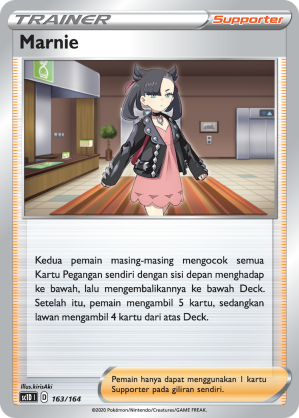 TRAINER Supporter
Marnie
Kedua pemain masing-masing mengocok semua
Kartu Pegangan sendiri dengan sisi depan menghadap
ke bawah, lalu mengembalikannya ke bawah Deck.
Setelah itu, pemain mengambil 5 kartu, sedangkan
lawan mengambil 4 kartu dari atas Deck.
Illus.kirisAki
sc1D I D 163/164
Pemain hanya dapat menggunakan 1 kartu
Supporter pada giliran sendiri.
©2020 Pokémon/Nintendo/Creatures/GAME FREAK.